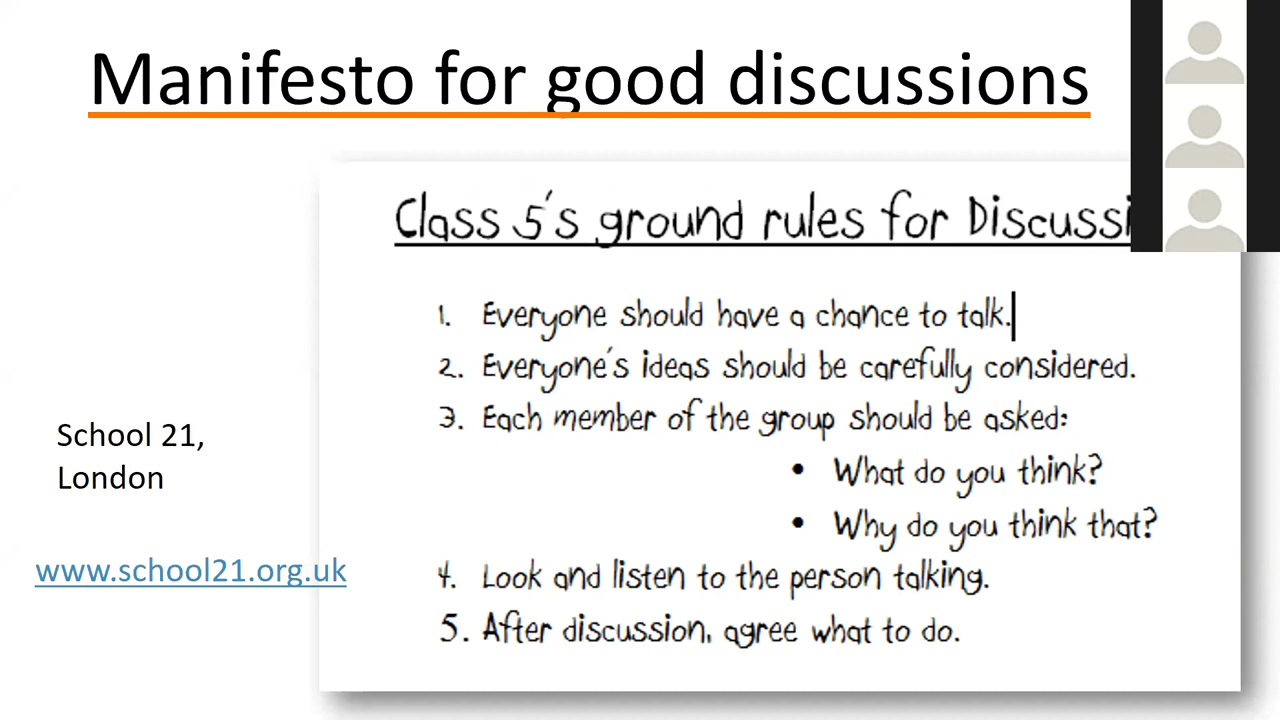 Manifesto for good discussions
Class 5's ground rules for Discussi
1. Everyone should have a chance to talk.
2. Everyone's ideas should be carefully considered.
3. Each member of the group should be asked:
• What do you think?
• Why do you think that?
4. Look and listen to the person talking.
5. After discussion, agree what to do.
School 21,
London
www.school21.org.uk